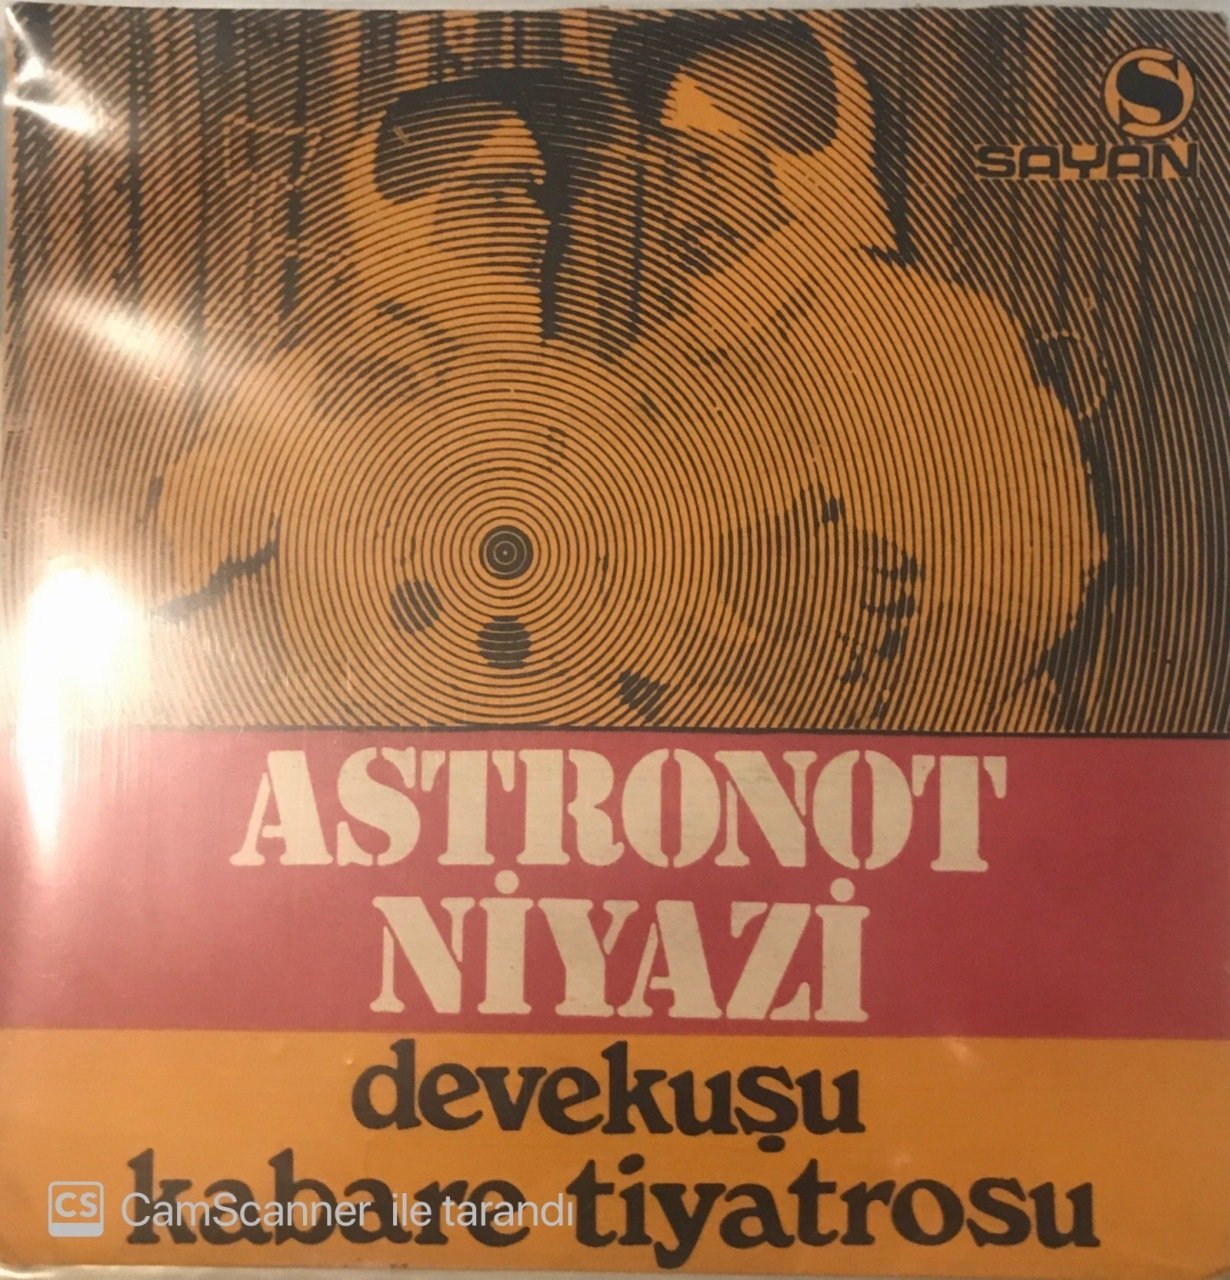 S
SAYAN
ASTRONOT
NİYAZİ
devekuşu
kabare tiyatrosu
CS CamScanner ile tarandı